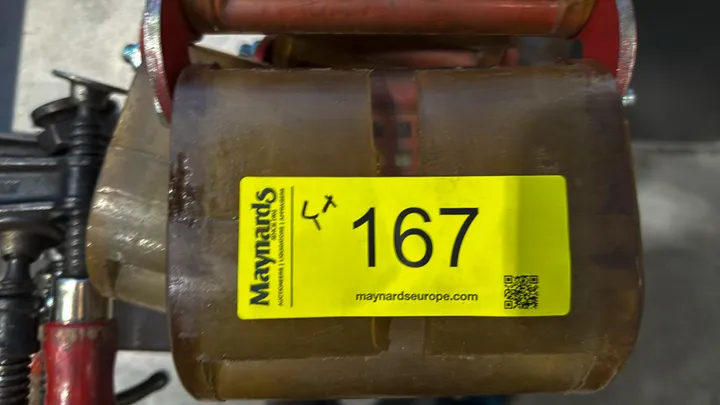 Maynards
SINCE 1902
AUCTIONEERS | LIQUIDATORS | APPRAISERS
4x
167
maynardseurope.com